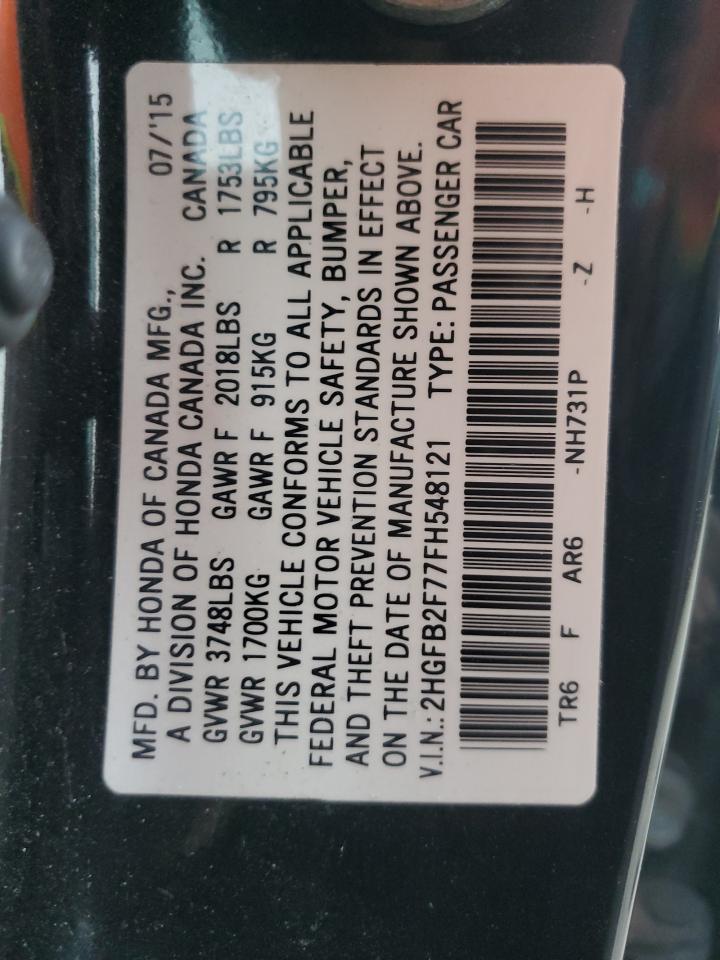 MFD. BY HONDA OF CANADA MFG., 07/'15
A DIVISION OF HONDA CANADA INC. CANADA
GVWR 3748LBS GAWR F 2018LBS R 1753LBS
GVWR 1700KG GAWR F 915KG R 795KG
THIS VEHICLE CONFORMS TO ALL APPLICABLE
FEDERAL MOTOR VEHICLE SAFETY, BUMPER,
AND THEFT PREVENTION STANDARDS IN EFFECT
ON THE DATE OF MANUFACTURE SHOWN ABOVE.
V.I.N.: 2HGFB2F77FH548121 TYPE: PASSENGER CAR
TR6 F AR6 -NH731P -Z -H